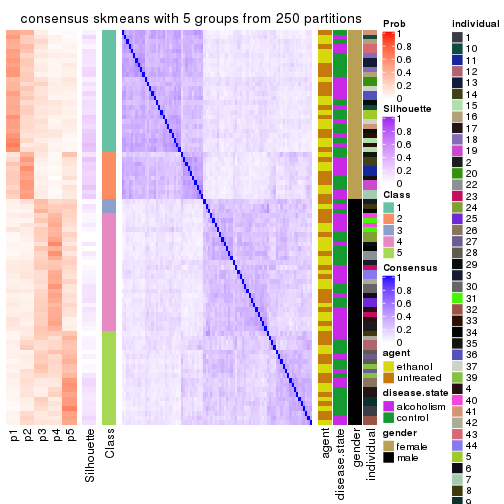 consensus skmeans with 5 groups from 250 partitions
p1
p2
p3
p4
p5
Silhouette
Class
agent
disease.state
gender
individual
Prob
1
0.8
0.6
0.4
0.2
0
Silhouette
1
0.8
0.6
0.4
0.2
0
Class
1
2
3
4
5
Consensus
1
0.8
0.6
0.4
0.2
0
agent
ethanol
untreated
disease.state
alcoholism
control
gender
female
male
individual
1
10
11
12
13
14
15
16
17
18
19
2
20
22
23
24
25
26
27
28
29
3
30
31
32
33
34
35
36
37
39
4
40
41
42
43
44
5
6
7
8
9